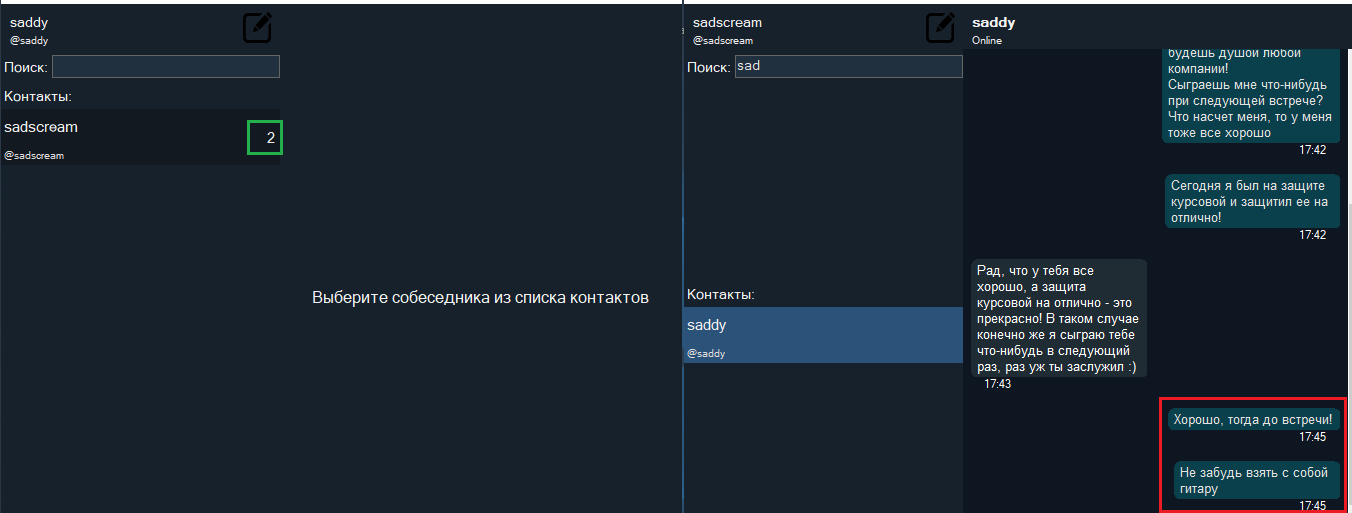 saddy
@saddy
Поиск:
Контакты:
sadscream
2
@sadscream
Выберите собеседника из списка контактов
sadscream
@sadscream
Поиск: sad
Контакты:
saddy
@saddy
saddy
Online
будешь душой любой
компании!
Сыграешь мне что-нибудь
при следующей встрече?
Что насчет меня, то у меня
тоже все хорошо
17:42
Сегодня я был на защите
курсовой и защитил ее на
отлично!
17:42
Рад, что у тебя все
хорошо, а защита
курсовой на отлично - это
прекрасно! В таком случае
конечно же я сыграю тебе
что-нибудь в следующий
раз, раз уж ты заслужил :)
17:43
Хорошо, тогда до встречи!
17:45
Не забудь взять с собой
гитару
17:45